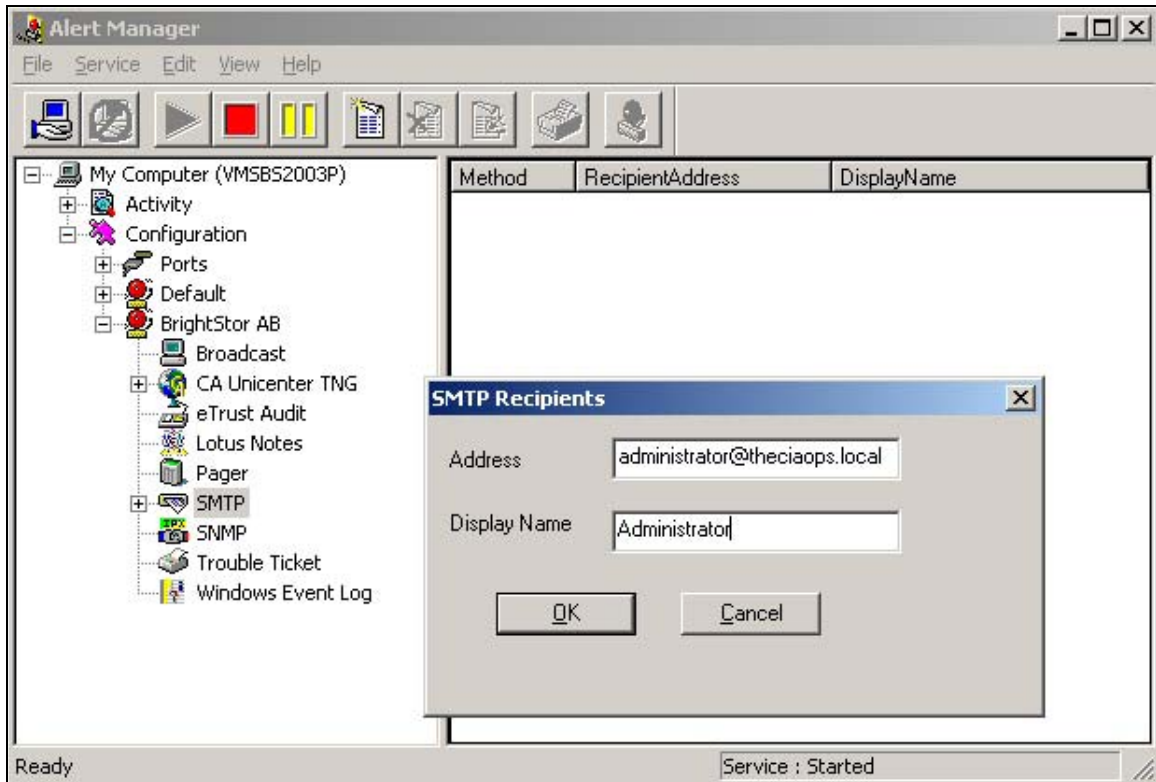 Alert Manager
File Service Edit View Help
My Computer (VMSBS2003P)
Activity
Configuration
Ports
Default
BrightStor AB
Broadcast
CA Unicenter TNG
eTrust Audit
Lotus Notes
Pager
SMTP
SNMP
Trouble Ticket
Windows Event Log
Method RecipientAddress DisplayName
SMTP Recipients
Address administrator@theciaops.local
Display Name Administrator
OK Cancel
Ready Service : Started